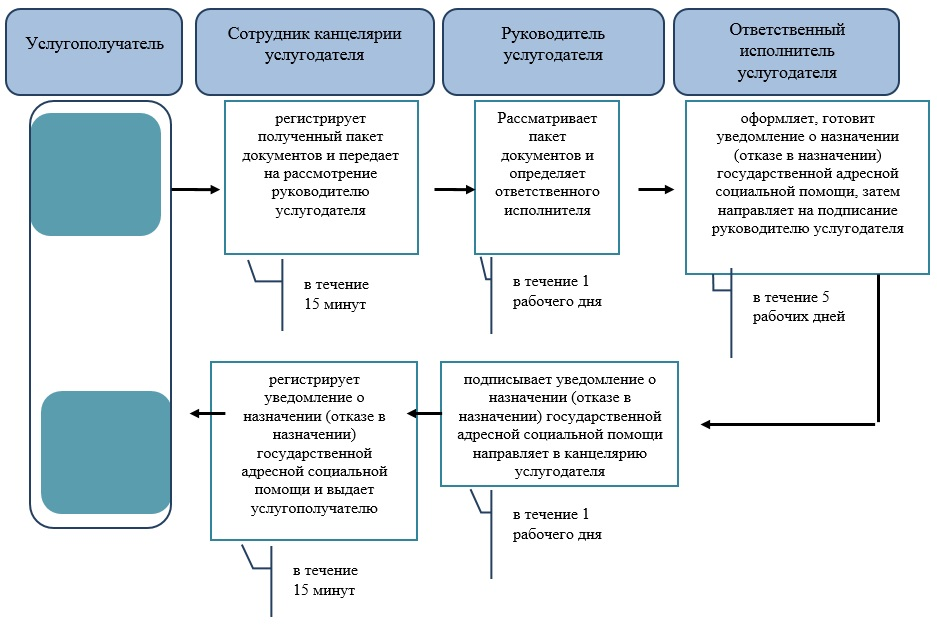 Услугополучатель
Сотрудник канцелярии
услугодателя
Руководитель
услугодателя
Ответственный
исполнитель
услугодателя
регистрирует
полученный пакет
документов и передает
на рассмотрение
руководителю
услугодателя
Рассматривает
пакет
документов и
определяет
ответственного
исполнителя
оформляет, готовит
уведомление о назначении
(отказе в назначении)
государственной адресной
социальной помощи, затем
направляет на подписание
руководителю услугодателя
в течение
15 минут
в течение 1
рабочего дня
в течение 5
рабочих дней
регистрирует
уведомление о
назначении (отказе в
назначении)
государственной
адресной социальной
помощи и выдает
услугополучателю
подписывает уведомление о
назначении (отказе в
назначении) государственной
адресной социальной помощи
направляет в канцелярию
услугодателя
в течение 1
рабочего дня
в течение
15 минут